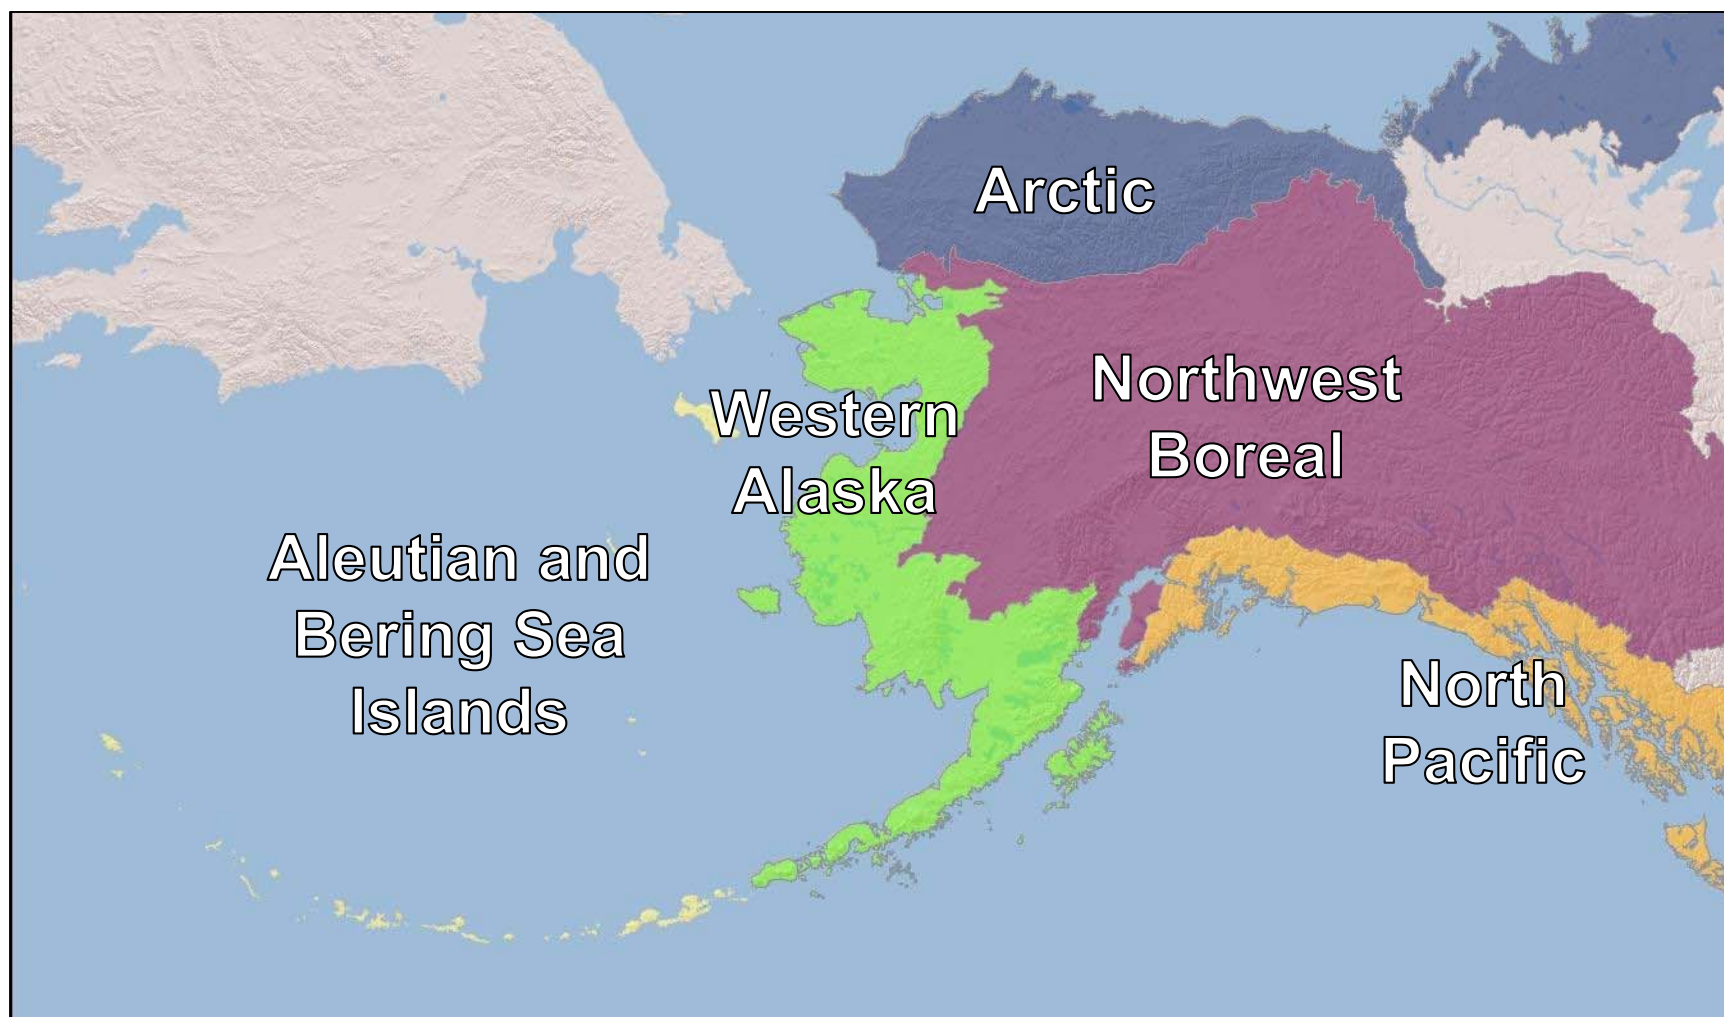 Arctic
Northwest
Boreal
Western
Alaska
Aleutian and
Bering Sea
Islands
North
Pacific